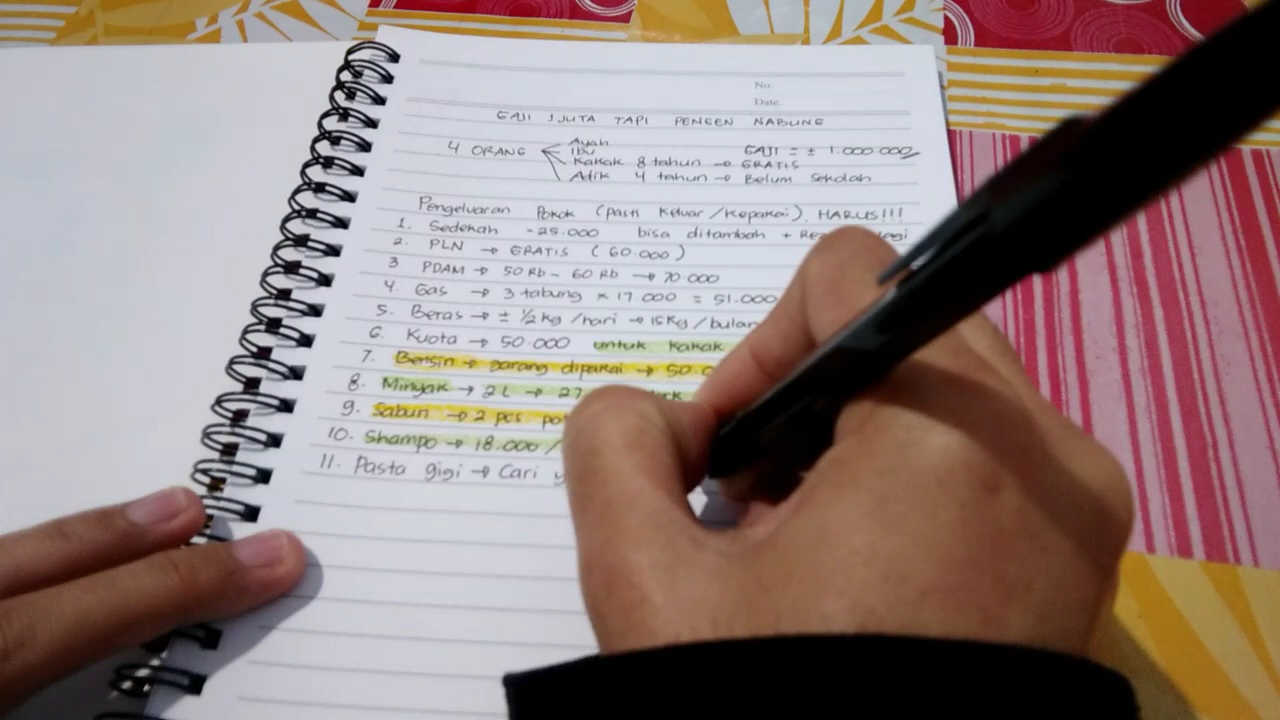 No.
Date.
GAJI 1 JUTA TAPI PENGEN NABUNG
4 ORANG
Ayah
Ibu
Kakak 8 tahun → GRATIS
Adik 4 tahun → Belum sekolah
GAJI = ± 1.000.000
Pengeluaran Pokok (pasti keluar/kepakai). HARUS!!!
1. Sedekah -25.000 bisa ditambah +
2. PLN → GRATIS (60.000)
3 PDAM → 50 Rb - 60 Rb → 70 000
4. Gas → 3 tabung × 17 000 = 51.000
5. Beras → ± ½ kg /hari → 15 kg / bulan
6. Kuota → 50.000 untuk kakak
7. Bensin → Jarang dipakai →
8. Minyak → 2 L →
9. Sabun → 2 pcs
10. Shampo → 18.000 /
11. Pasta gigi → Cari